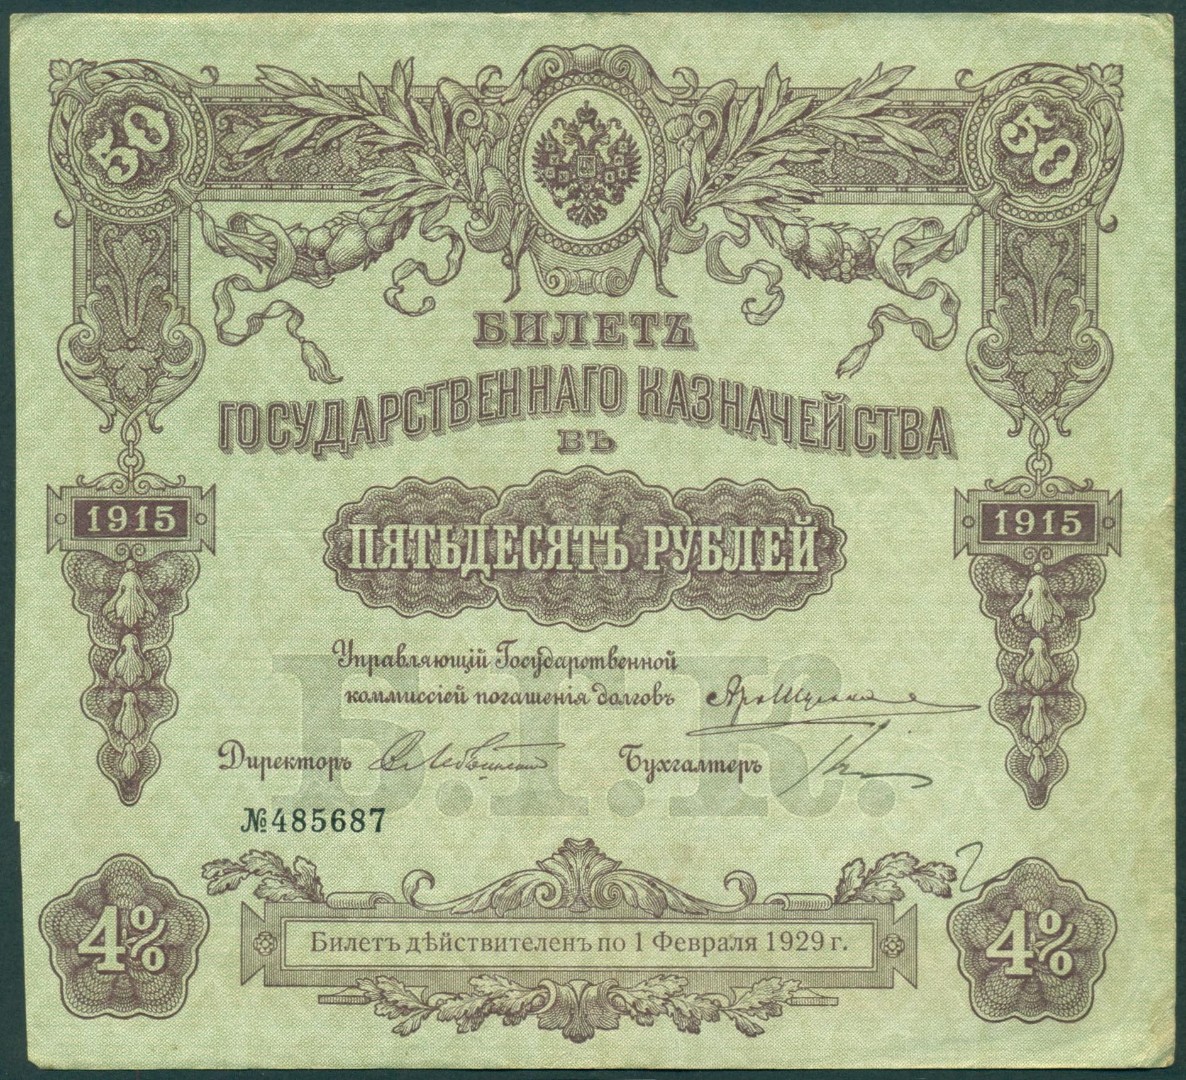 50 50
БИЛЕТЪ
ГОСУДАРСТВЕННАГО КАЗНАЧЕЙСТВА
ВЪ
1915 1915
ПЯТЬДЕСЯТЪ РУБЛЕЙ
Управляющій Государственной
коммиссіей погашенія долговъ
Б.Г.К.
Директоръ Бухгалтеръ
№485687
4% 4%
Билетъ дѣйствителенъ по 1 Февраля 1929 г.